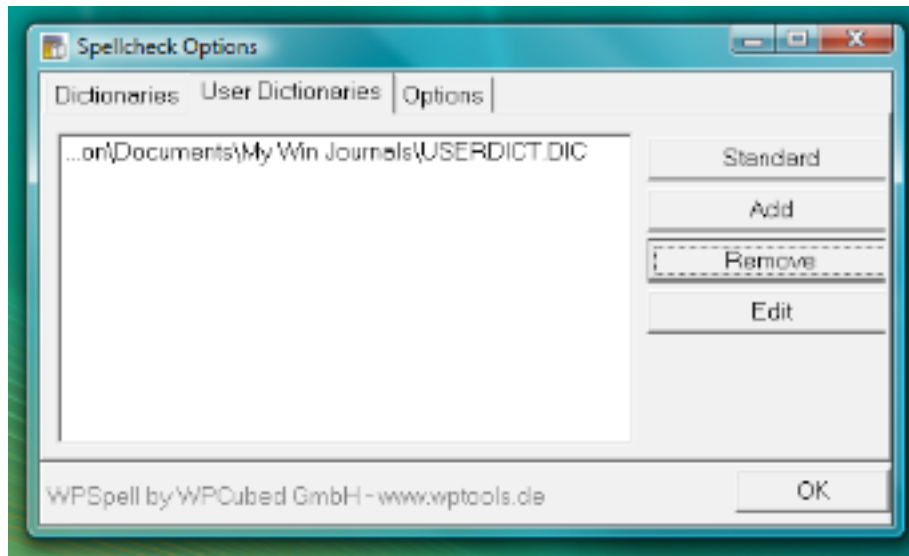 Spellcheck Options
Dictionaries User Dictionaries Options
...on\Documents\My Win Journals\USERDICT.DIC
Standard
Add
Remove
Edit
WPSpell by WPCubed GmbH - www.wptools.de
OK